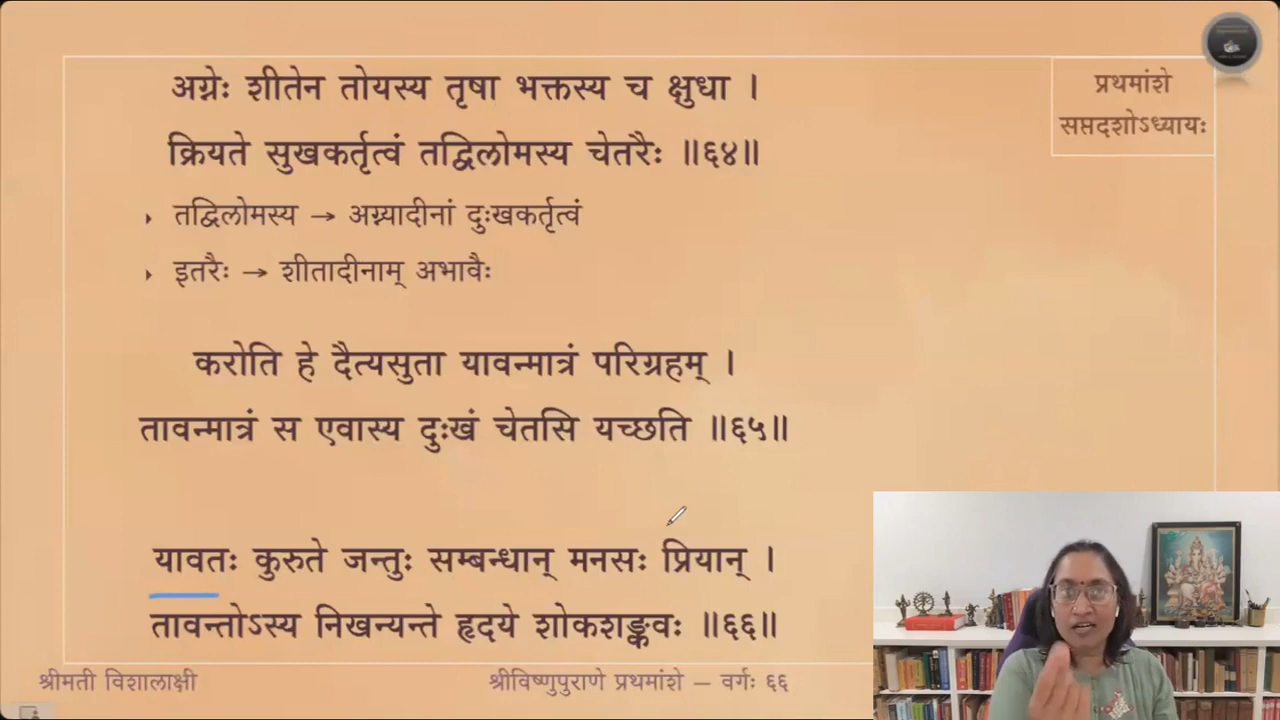 अग्नेः शीतेन तोयस्य तृषा भक्तस्य च क्षुधा ।
क्रियते सुखकर्तृत्वं तद्विलोमस्य चेतरैः ॥६४॥
तद्विलोमस्य → अग्न्यादीनां दुःखकर्तृत्वं
इतरैः → शीतादीनाम् अभावैः
करोति हे दैत्यसुता यावन्मात्रं परिग्रहम् ।
तावन्मात्रं स एवास्य दुःखं चेतसि यच्छति ॥६५॥
यावतः कुरुते जन्तुः सम्बन्धान् मनसः प्रियान् ।
तावन्तोऽस्य निखन्यन्ते हृदये शोकशङ्कवः ॥६६॥
प्रथमांशे
सप्तदशोऽध्यायः
श्रीमती विशालाक्षी
श्रीविष्णुपुराणे प्रथमांशे – वर्गः ६६